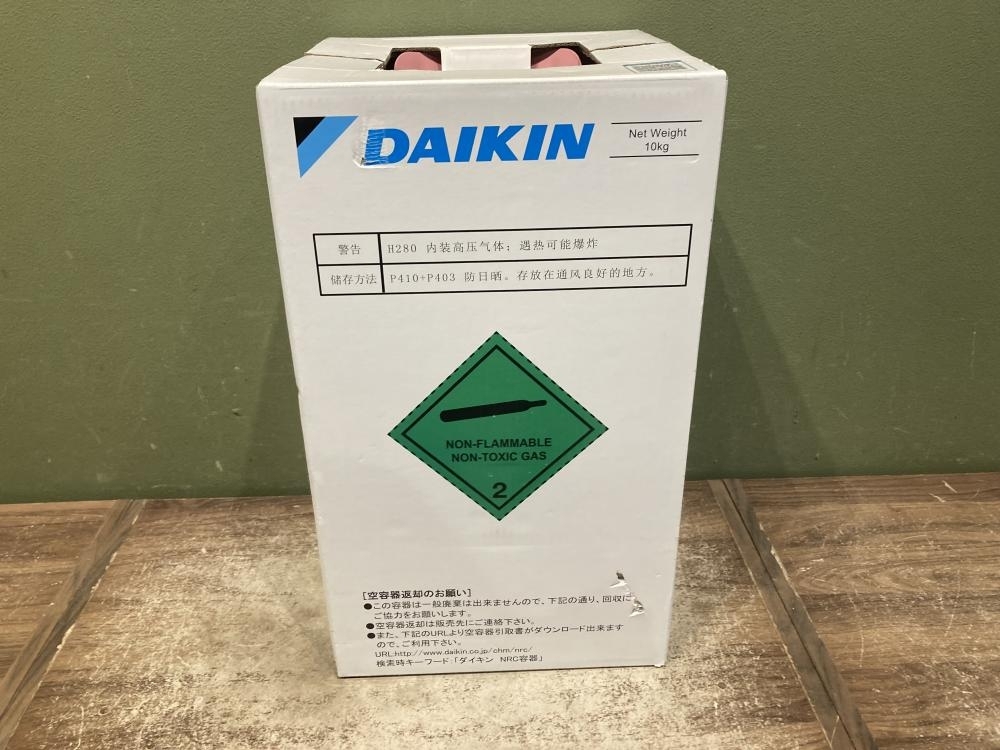 DAIKIN
Net Weight
10kg
警告 H280 内装高压气体；遇热可能爆炸
储存方法 P410+P403 防日晒。存放在通风良好的地方。
NON-FLAMMABLE
NON-TOXIC GAS
2
[空容器返却のお願い]
●この容器は一般廃棄は出来ませんので、下記の通り、回収に
ご協力をお願いします。
●空容器返却は販売先にご連絡下さい。
●また、下記のURLより空容器引取書がダウンロード出来ます
ので、ご利用下さい。
URL:http://www.daikin.co.jp/chm/nrc/
検索時キーワード:「ダイキン NRC容器」